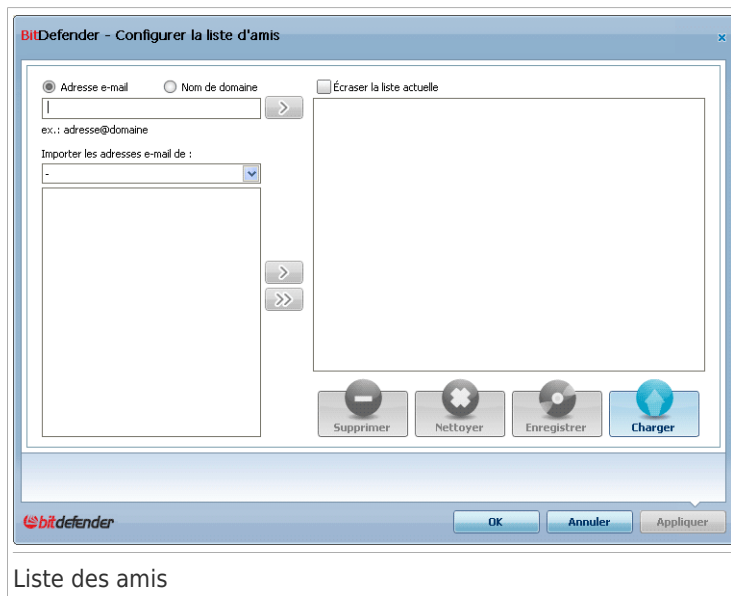 BitDefender - Configurer la liste d'amis
x
Adresse e-mail
Nom de domaine
Écraser la liste actuelle
ex.: adresse@domaine
Importer les adresses e-mail de :
-
Supprimer
Nettoyer
Enregistrer
Charger
bitdefender
OK
Annuler
Appliquer
Liste des amis